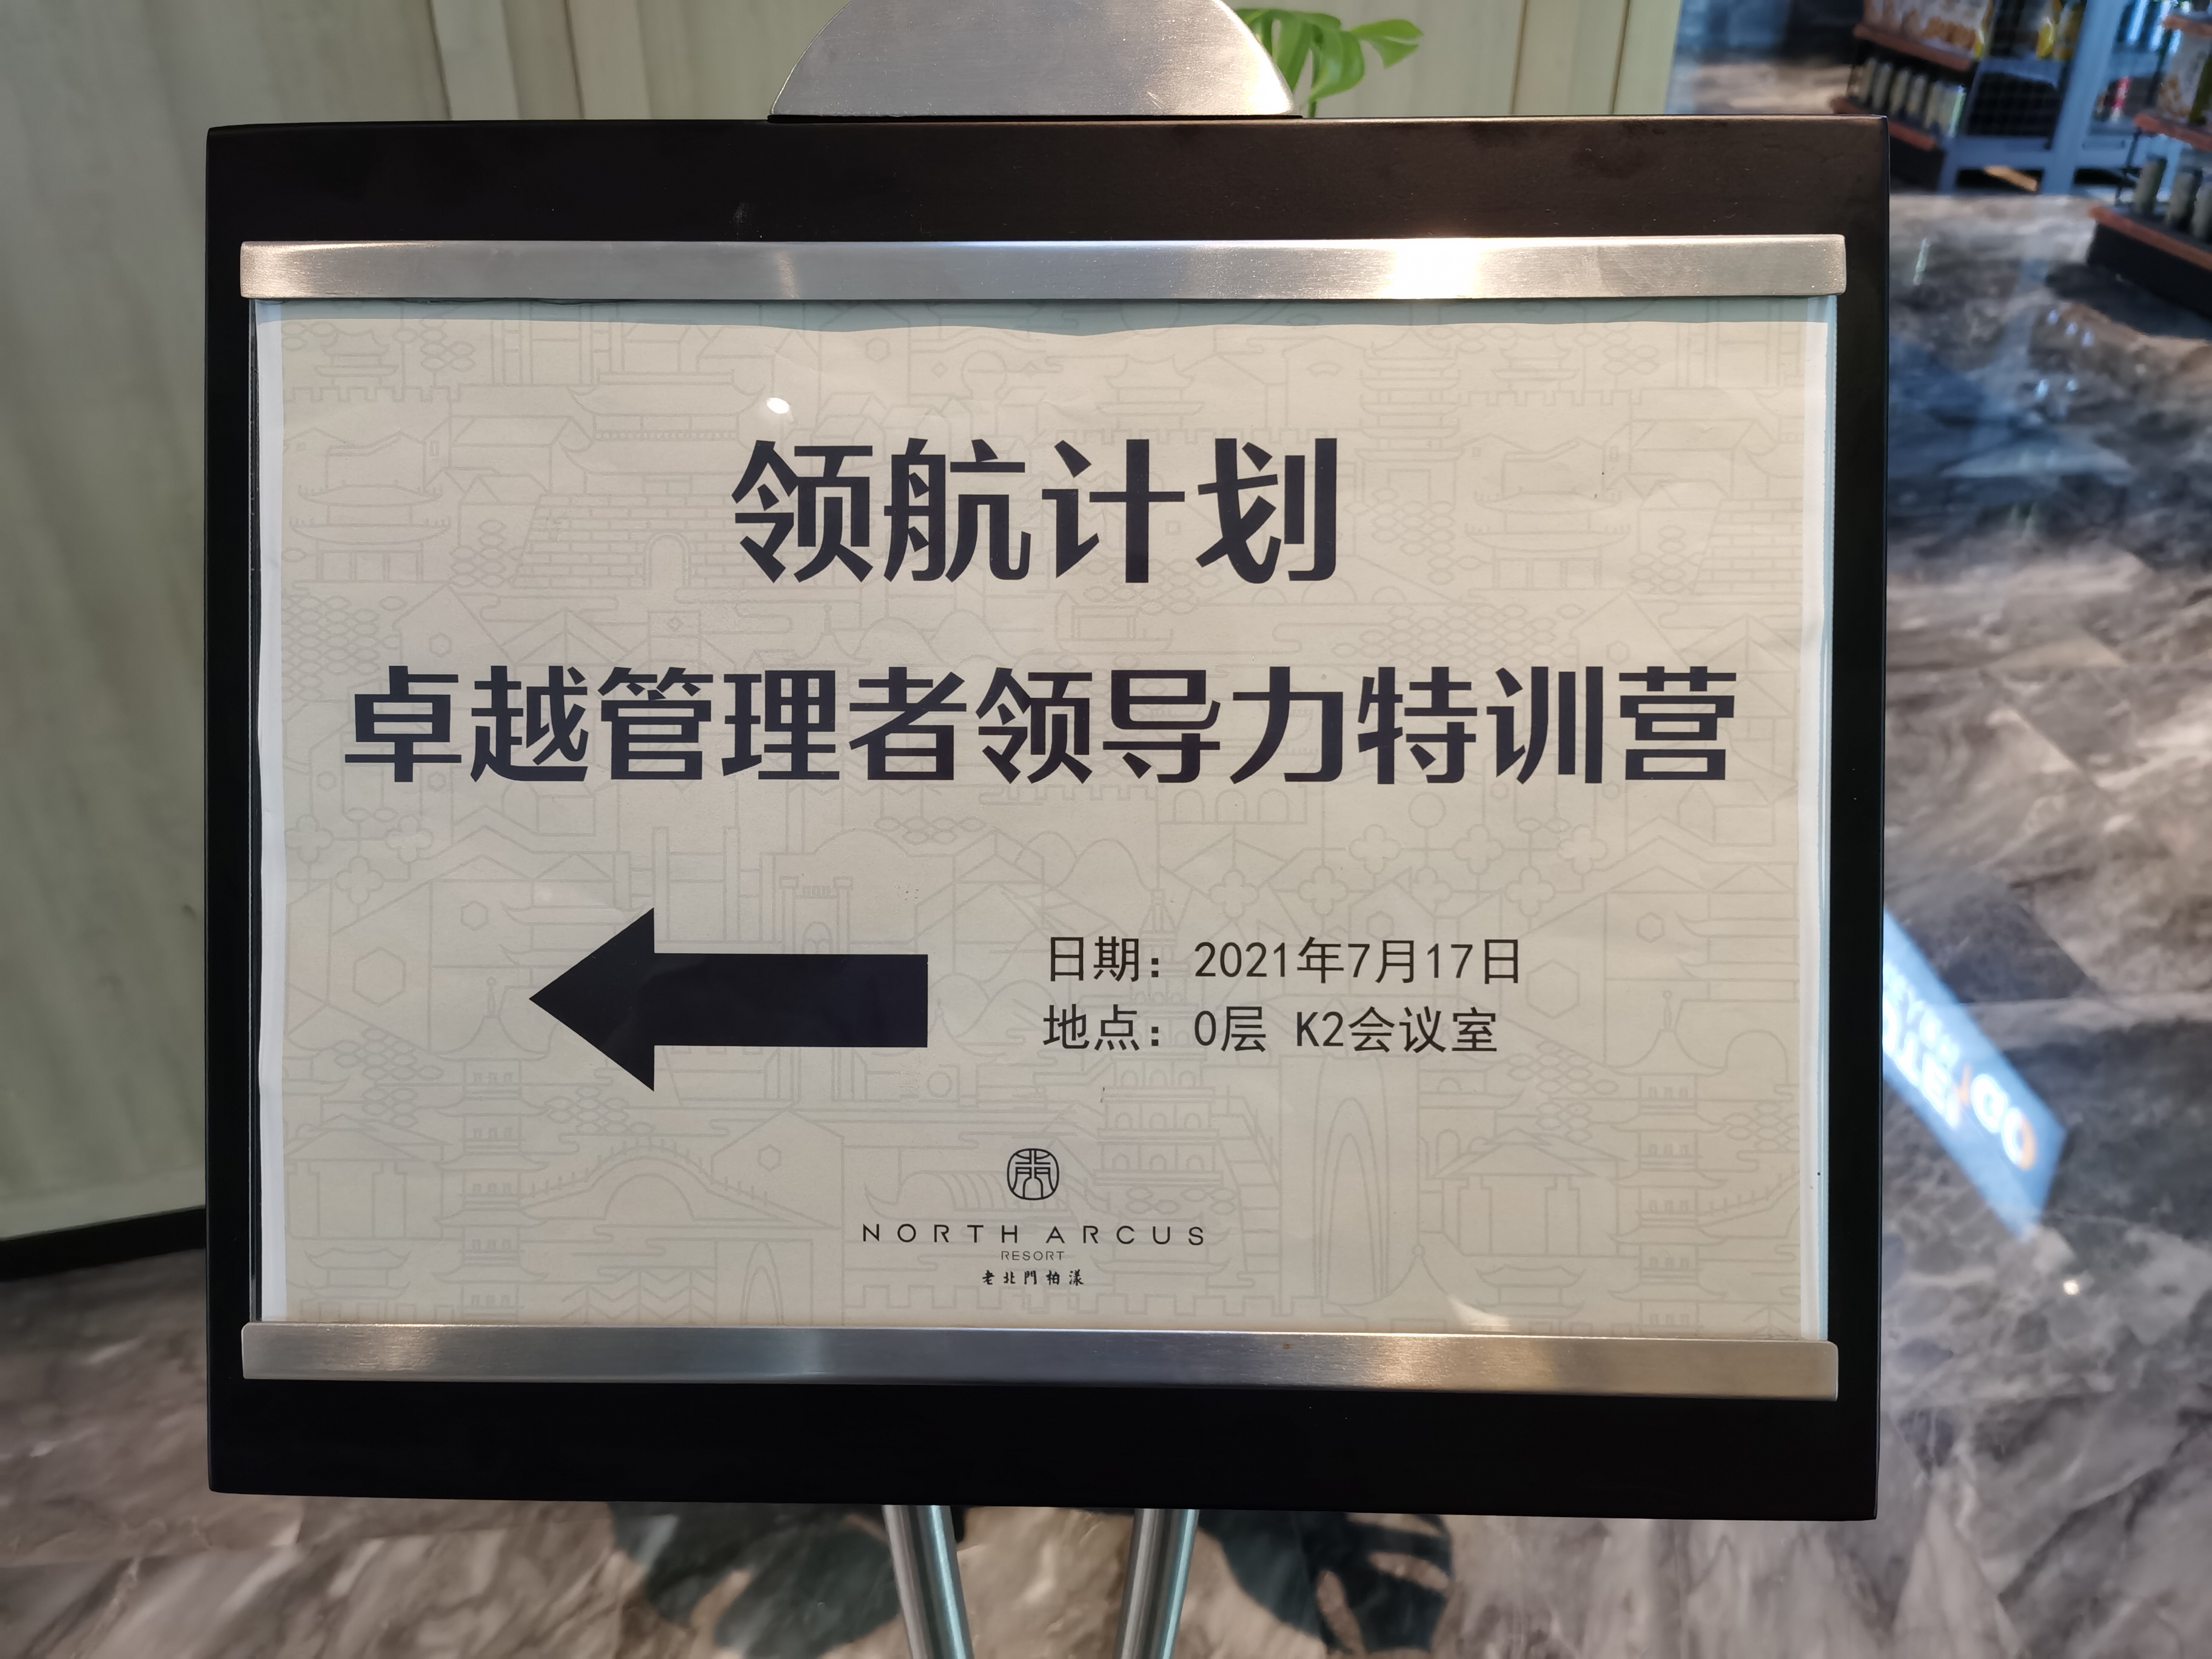 领航计划
卓越管理者领导力特训营
日期：2021年7月17日
地点：0层 K2会议室
NORTH ARCUS
RESORT
老北門柏漾